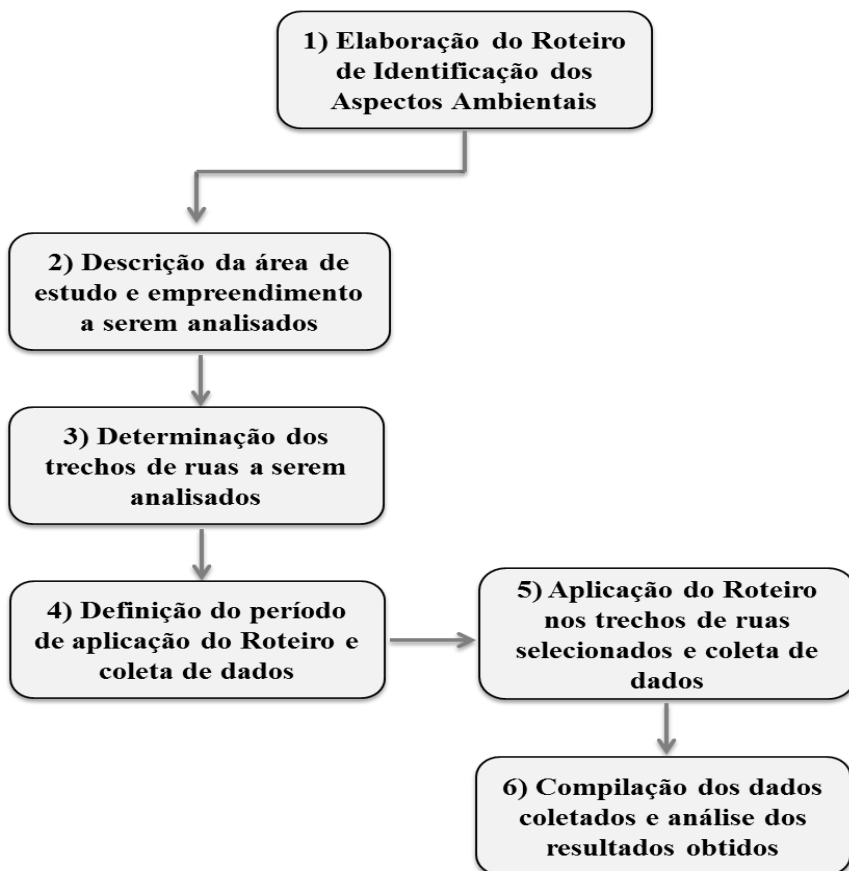 1) Elaboração do Roteiro
de Identificação dos
Aspectos Ambientais
2) Descrição da área de
estudo e empreendimento
a serem analisados
3) Determinação dos
trechos de ruas a serem
analisados
4) Definição do período
de aplicação do Roteiro e
coleta de dados
5) Aplicação do Roteiro
nos trechos de ruas
selecionados e coleta de
dados
6) Compilação dos dados
coletados e análise dos
resultados obtidos